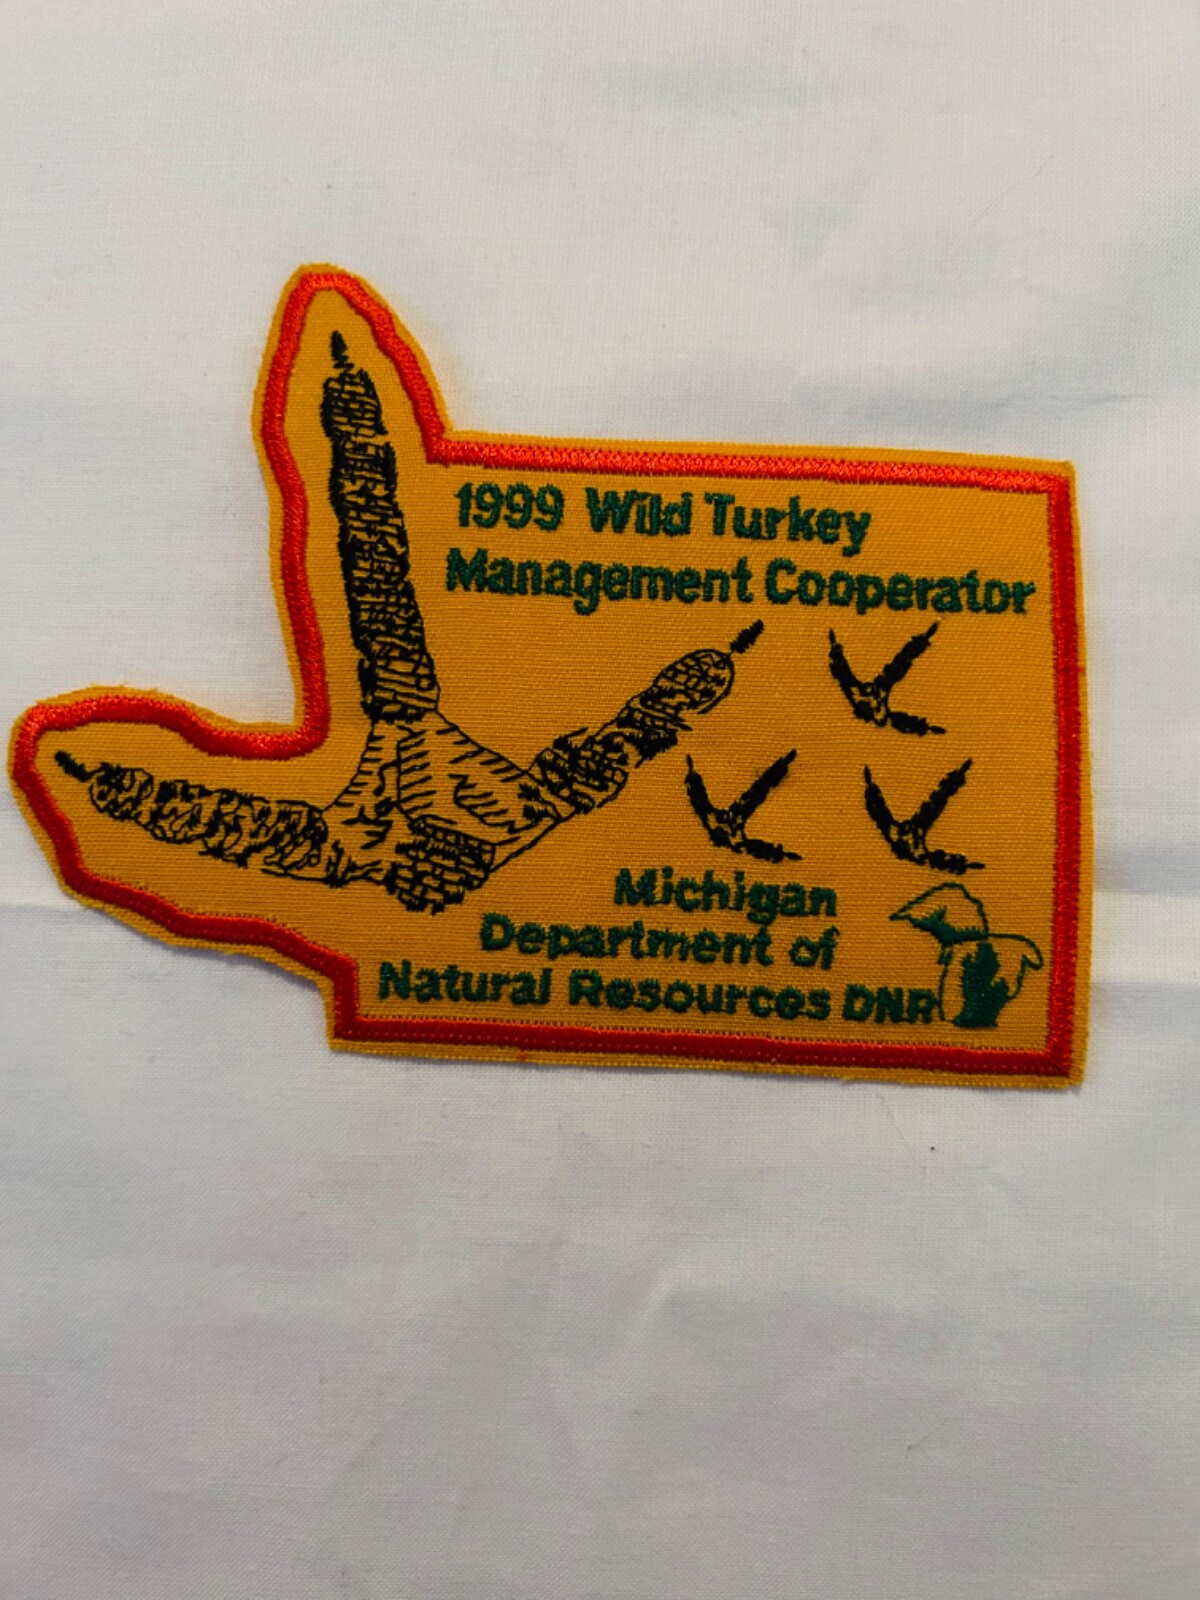 1999 Wild Turkey
Management Cooperator
Michigan
Department of
Natural Resources DNR